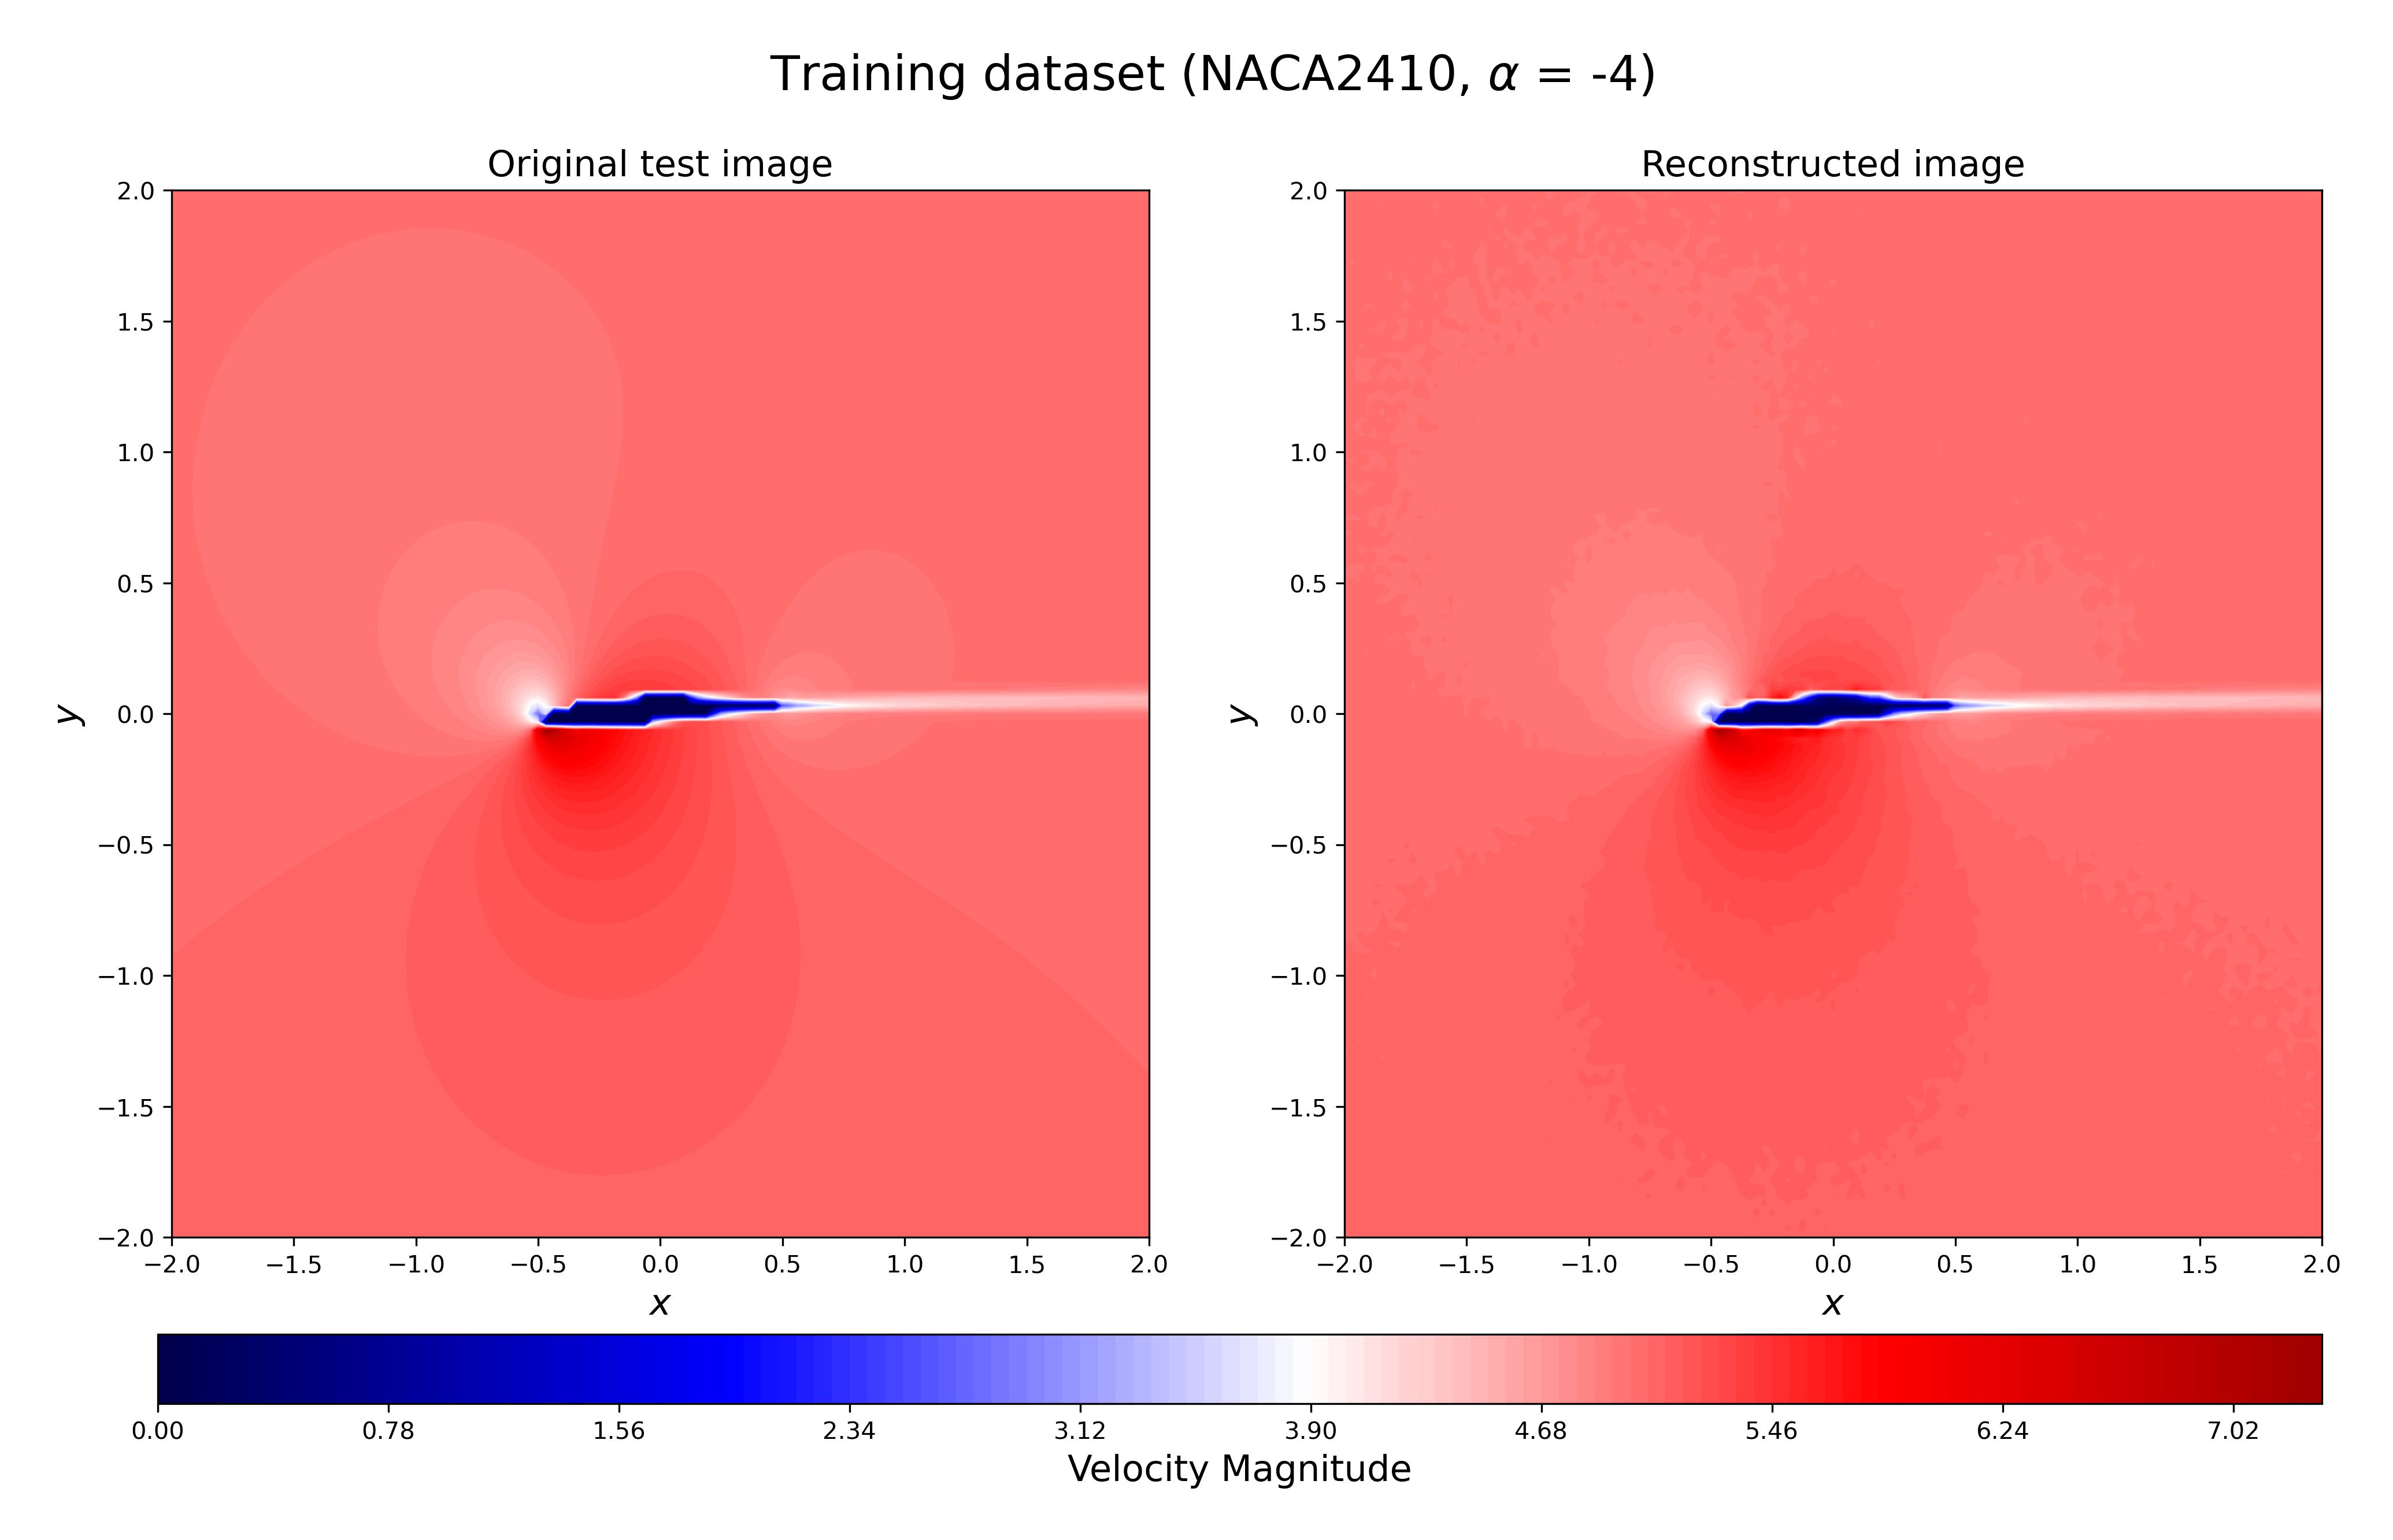 Training dataset (NACA2410, α = -4)
Original test image
2.0
1.5
1.0
0.5
0.0
−0.5
−1.0
−1.5
−2.0
y
−2.0 −1.5 −1.0 −0.5 0.0 0.5 1.0 1.5 2.0
x
Reconstructed image
2.0
1.5
1.0
0.5
0.0
−0.5
−1.0
−1.5
−2.0
y
−2.0 −1.5 −1.0 −0.5 0.0 0.5 1.0 1.5 2.0
x
0.00 0.78 1.56 2.34 3.12 3.90 4.68 5.46 6.24 7.02
Velocity Magnitude